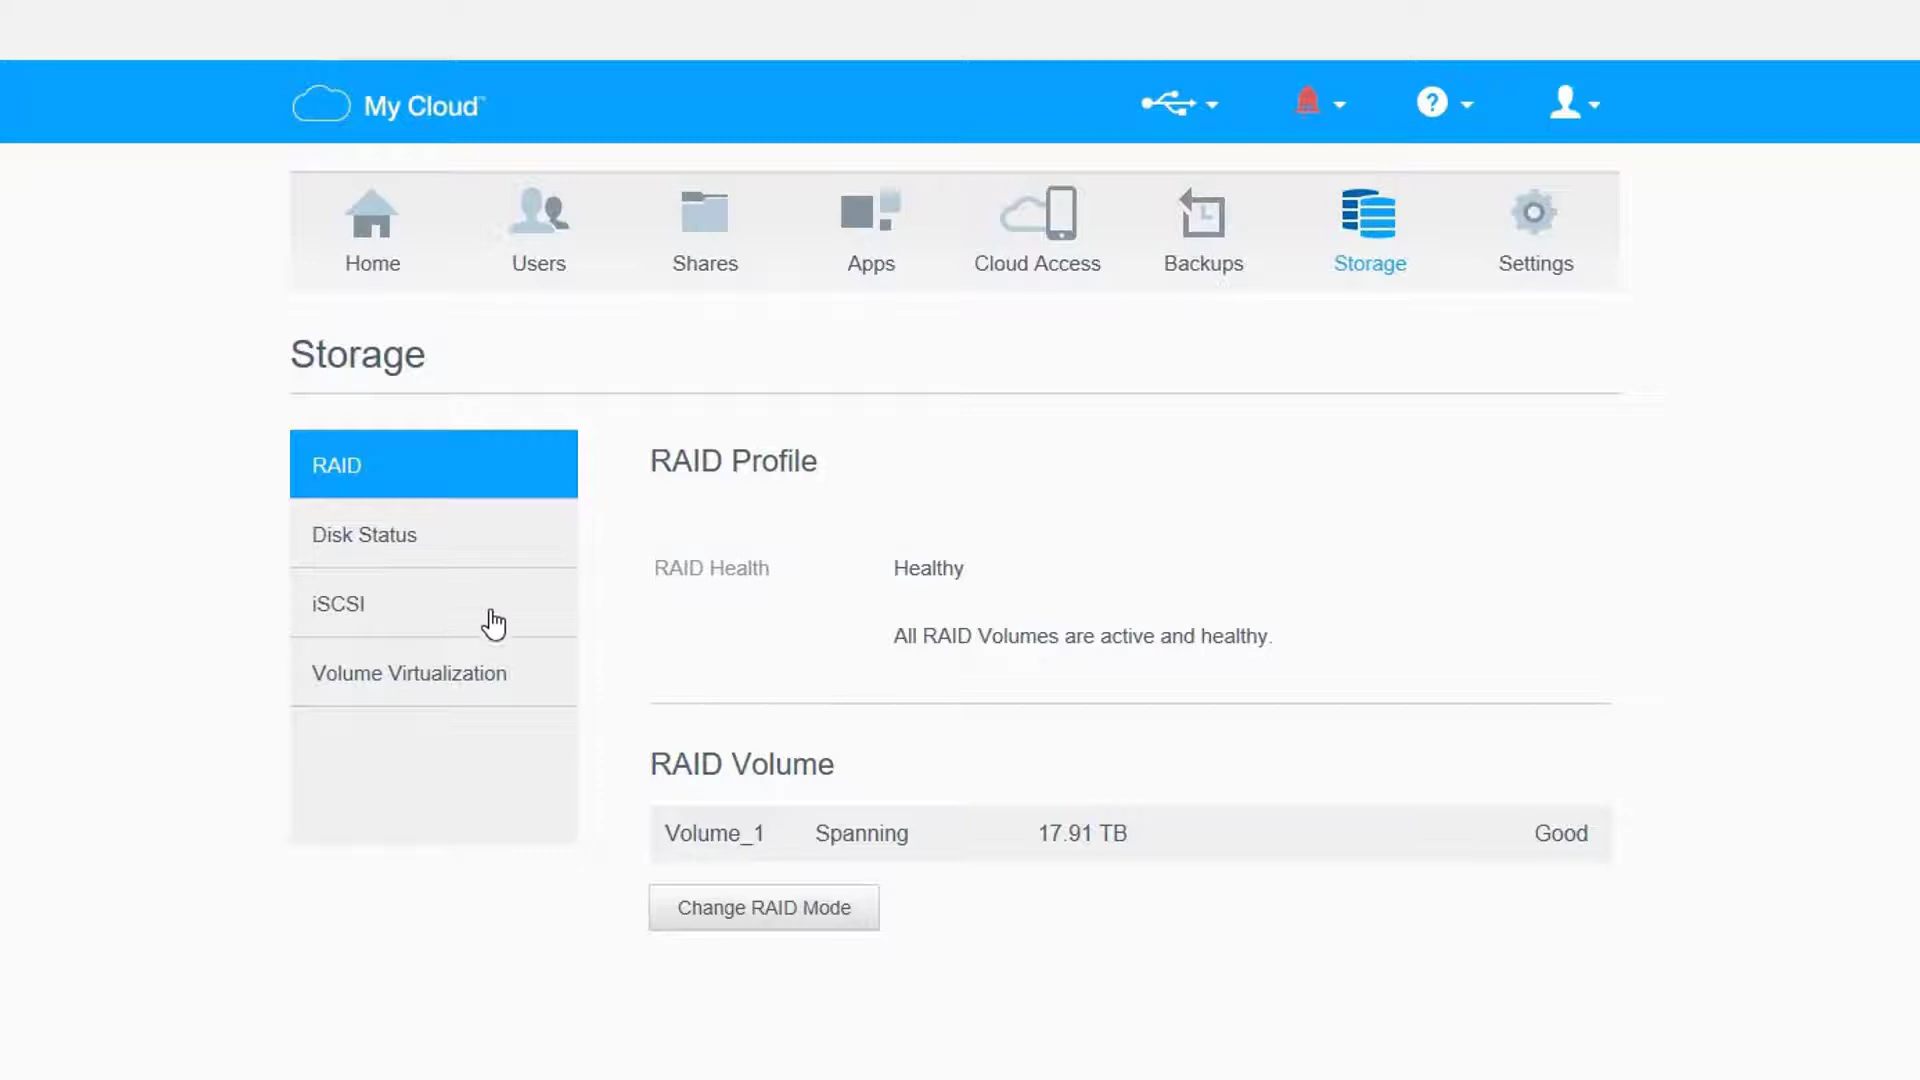 My Cloud™
?
Home Users Shares Apps Cloud Access Backups Storage Settings
Storage
RAID
Disk Status
iSCSI
Volume Virtualization
RAID Profile
RAID Health Healthy
All RAID Volumes are active and healthy.
RAID Volume
Volume_1 Spanning 17.91 TB Good
Change RAID Mode